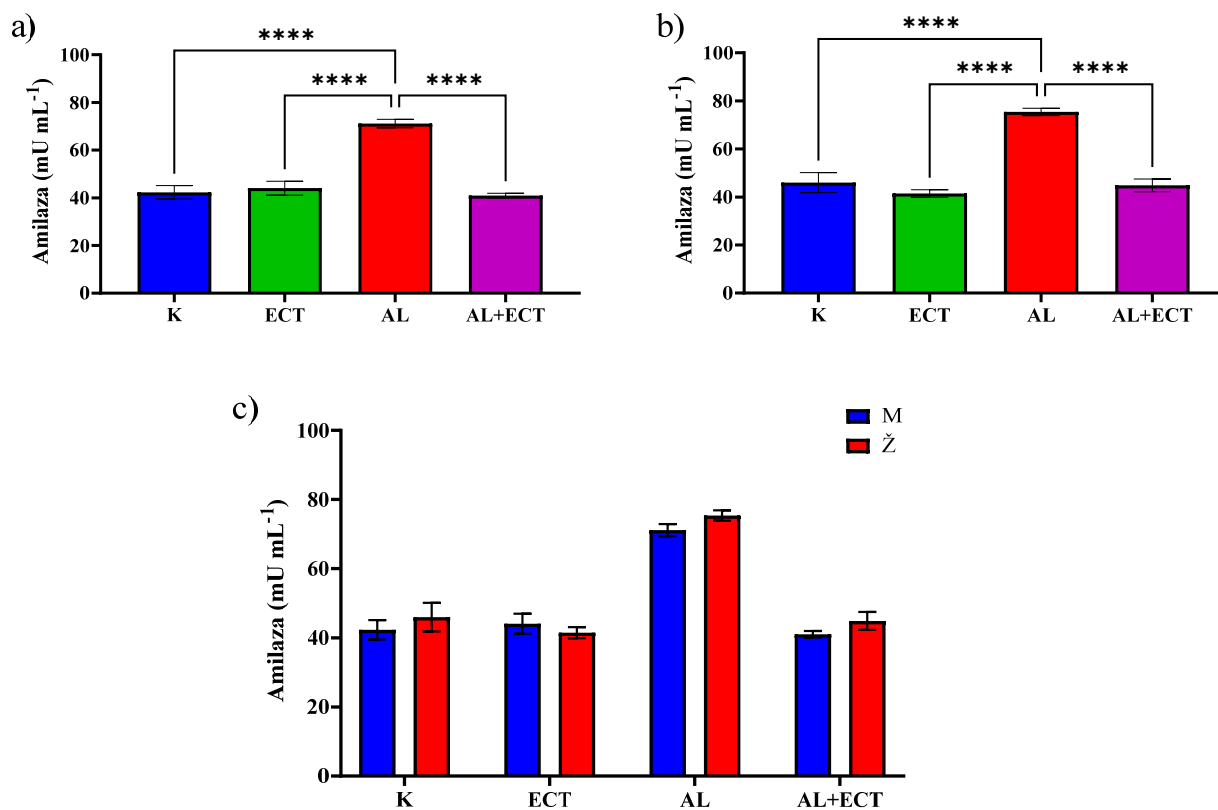 a)
Amilaza (mU mL⁻¹)
100
80
60
40
20
0
****
****
****
K ECT AL AL+ECT
b)
Amilaza (mU mL⁻¹)
100
80
60
40
20
0
****
****
****
K ECT AL AL+ECT
c)
Amilaza (mU mL⁻¹)
100
80
60
40
20
0
M
Ž
K ECT AL AL+ECT